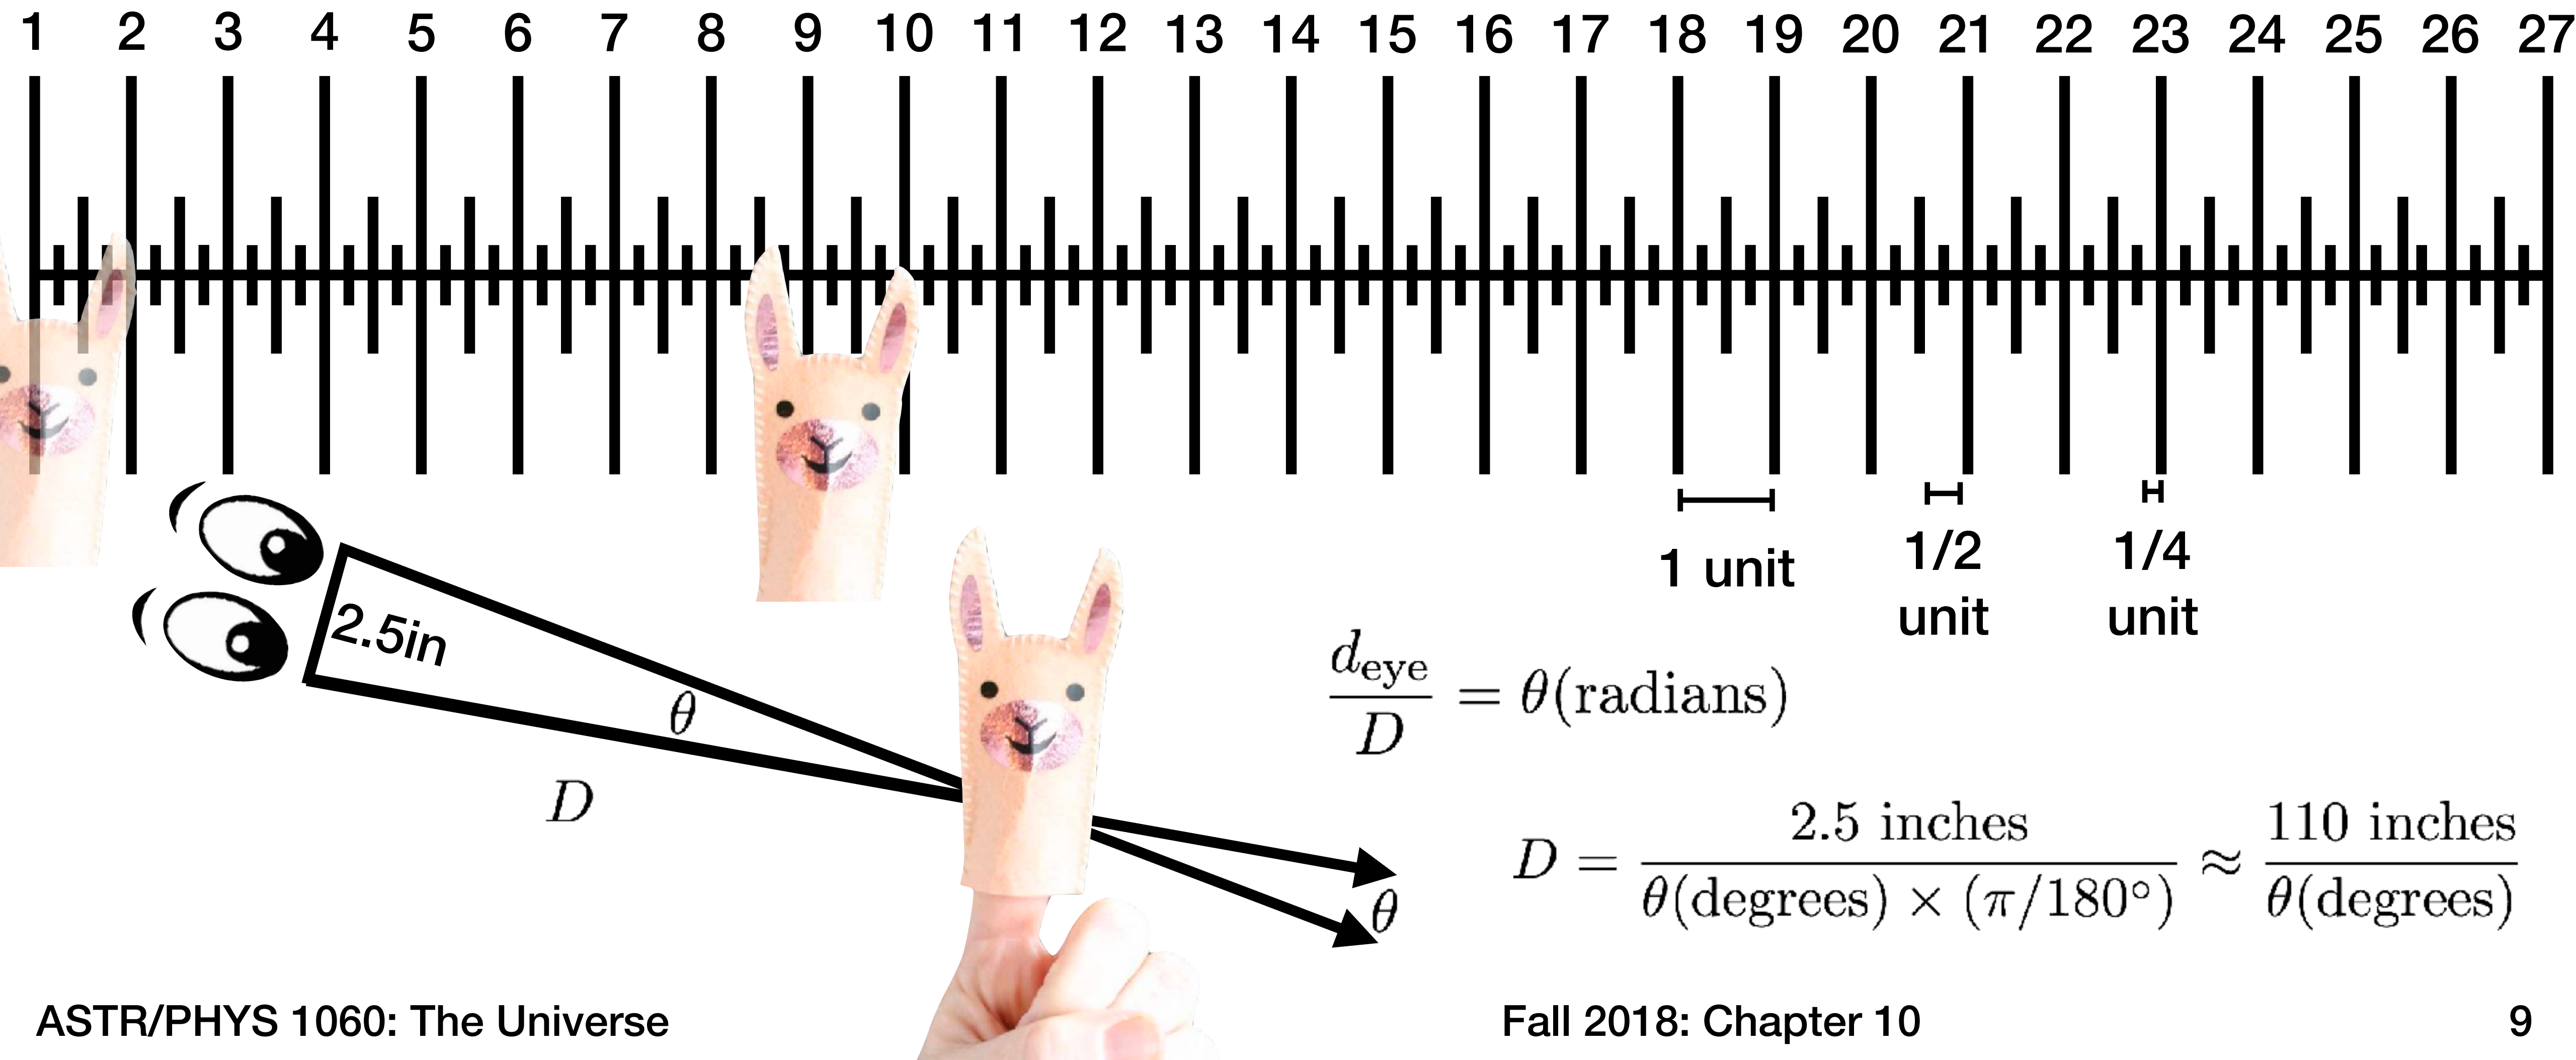 1 2 3 4 5 6 7 8 9 10 11 12 13 14 15 16 17 18 19 20 21 22 23 24 25 26 27
1 unit
1/2
unit
1/4
unit
2.5in
θ
D
θ
d_eye/D = θ(radians)
D = 2.5 inches/θ(degrees) × (π/180°) ≈ 110 inches/θ(degrees)
ASTR/PHYS 1060: The Universe
Fall 2018: Chapter 10
9